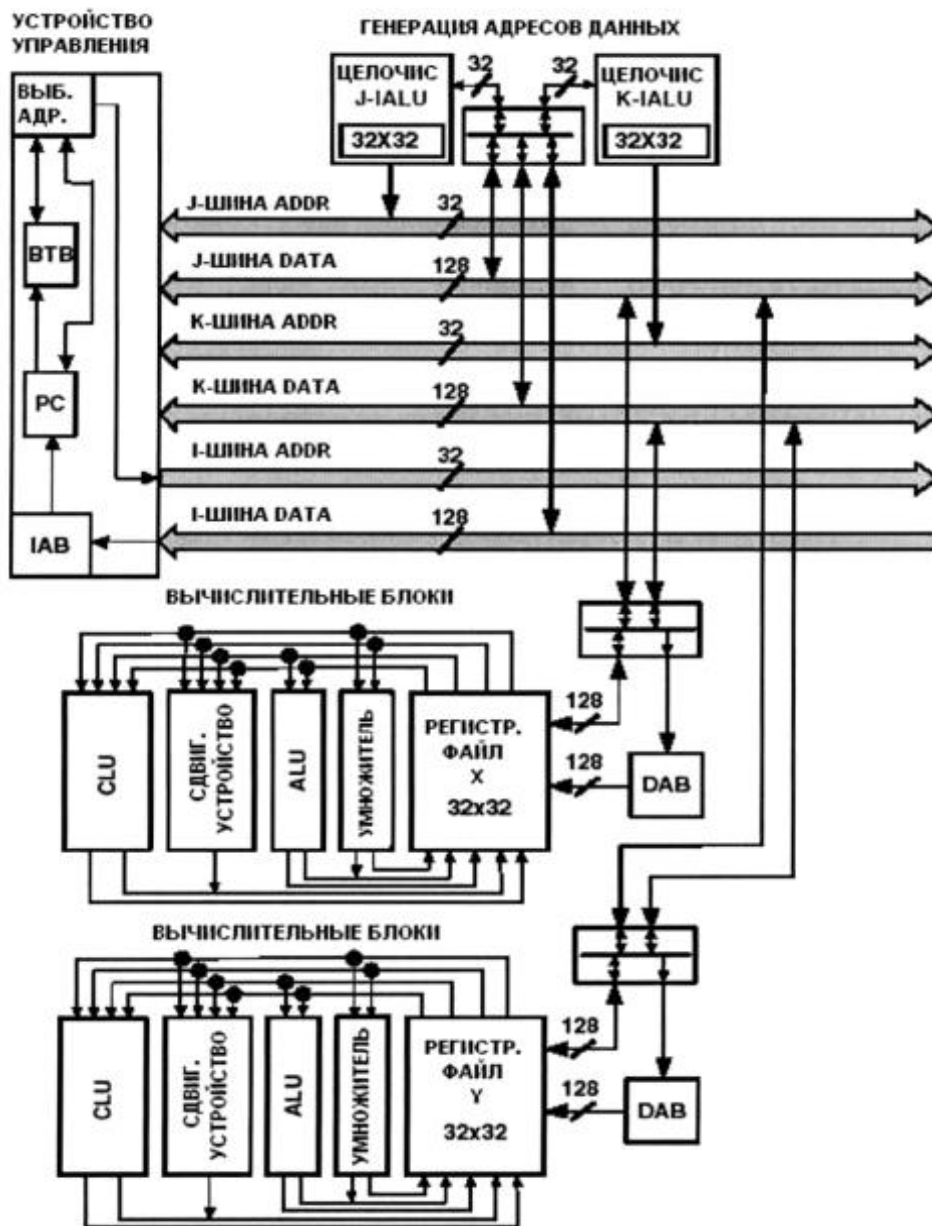 УСТРОЙСТВО
УПРАВЛЕНИЯ
ГЕНЕРАЦИЯ АДРЕСОВ ДАННЫХ
ВЫБ.
АДР.
ЦЕЛОЧИС
J-IALU
32X32
32
32
ЦЕЛОЧИС
K-IALU
32X32
J-ШИНА ADDR
32
BTB
J-ШИНА DATA
128
K-ШИНА ADDR
32
PC
K-ШИНА DATA
128
I-ШИНА ADDR
32
I-ШИНА DATA
128
IAB
ВЫЧИСЛИТЕЛЬНЫЕ БЛОКИ
CLU
СДВИГ.
УСТРОЙСТВО
ALU
УМНОЖИТЕЛЬ
РЕГИСТР.
ФАЙЛ
X
32x32
128
128
DAB
ВЫЧИСЛИТЕЛЬНЫЕ БЛОКИ
CLU
СДВИГ.
УСТРОЙСТВО
ALU
УМНОЖИТЕЛЬ
РЕГИСТР.
ФАЙЛ
Y
32x32
128
128
DAB